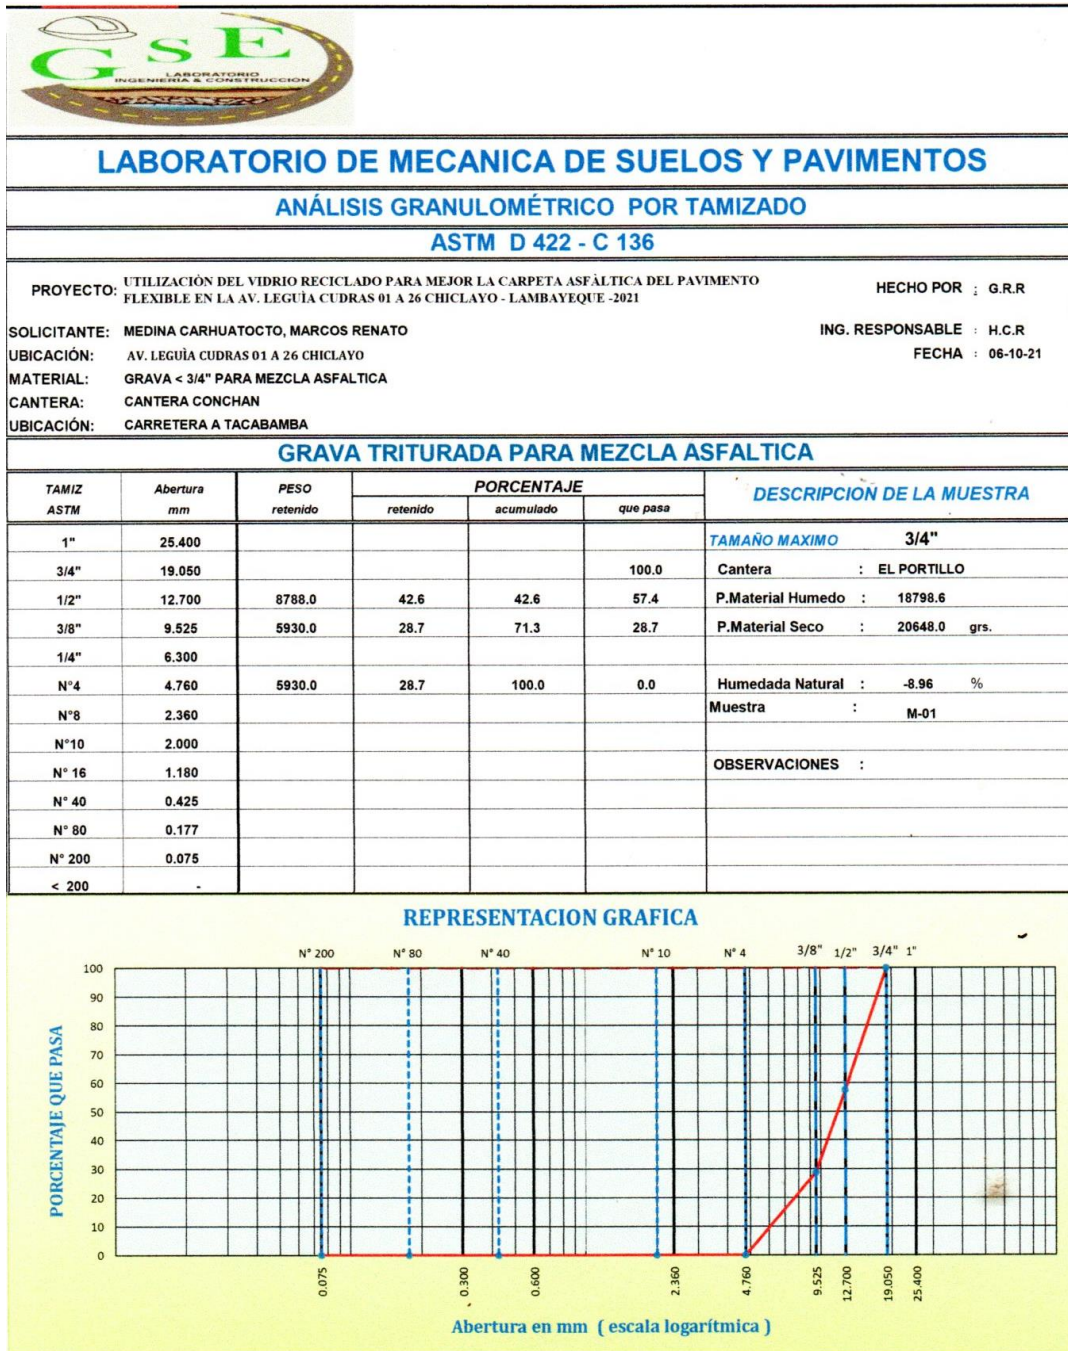 GSE
LABORATORIO
INGENIERIA & CONSTRUCCION
LABORATORIO DE MECANICA DE SUELOS Y PAVIMENTOS
ANÁLISIS GRANULOMÉTRICO POR TAMIZADO
ASTM D 422 - C 136
PROYECTO: UTILIZACIÒN DEL VIDRIO RECICLADO PARA MEJOR LA CARPETA ASFÀLTICA DEL PAVIMENTO
FLEXIBLE EN LA AV. LEGUÌA CUDRAS 01 A 26 CHICLAYO - LAMBAYEQUE -2021
HECHO POR : G.R.R
SOLICITANTE: MEDINA CARHUATOCTO, MARCOS RENATO
ING. RESPONSABLE : H.C.R
UBICACIÓN: AV. LEGUÌA CUDRAS 01 A 26 CHICLAYO
FECHA : 06-10-21
MATERIAL: GRAVA < 3/4" PARA MEZCLA ASFALTICA
CANTERA: CANTERA CONCHAN
UBICACIÓN: CARRETERA A TACABAMBA
GRAVA TRITURADA PARA MEZCLA ASFALTICA
TAMIZ Abertura PESO PORCENTAJE DESCRIPCION DE LA MUESTRA
ASTM mm retenido retenido acumulado que pasa
1" 25.400 TAMAÑO MAXIMO 3/4"
3/4" 19.050 100.0 Cantera : EL PORTILLO
1/2" 12.700 8788.0 42.6 42.6 57.4 P.Material Humedo : 18798.6
3/8" 9.525 5930.0 28.7 71.3 28.7 P.Material Seco : 20648.0 grs.
1/4" 6.300
N°4 4.760 5930.0 28.7 100.0 0.0 Humedada Natural : -8.96 %
N°8 2.360 Muestra : M-01
N°10 2.000
N° 16 1.180 OBSERVACIONES :
N° 40 0.425
N° 80 0.177
N° 200 0.075
< 200 -
REPRESENTACION GRAFICA
N° 200 N° 80 N° 40 N° 10 N° 4 3/8" 1/2" 3/4" 1"
100
90
80
70
60
50
40
30
20
10
0
PORCENTAJE QUE PASA
0.075 0.300 0.600 2.360 4.760 9.525 12.700 19.050 25.400
Abertura en mm ( escala logarítmica )